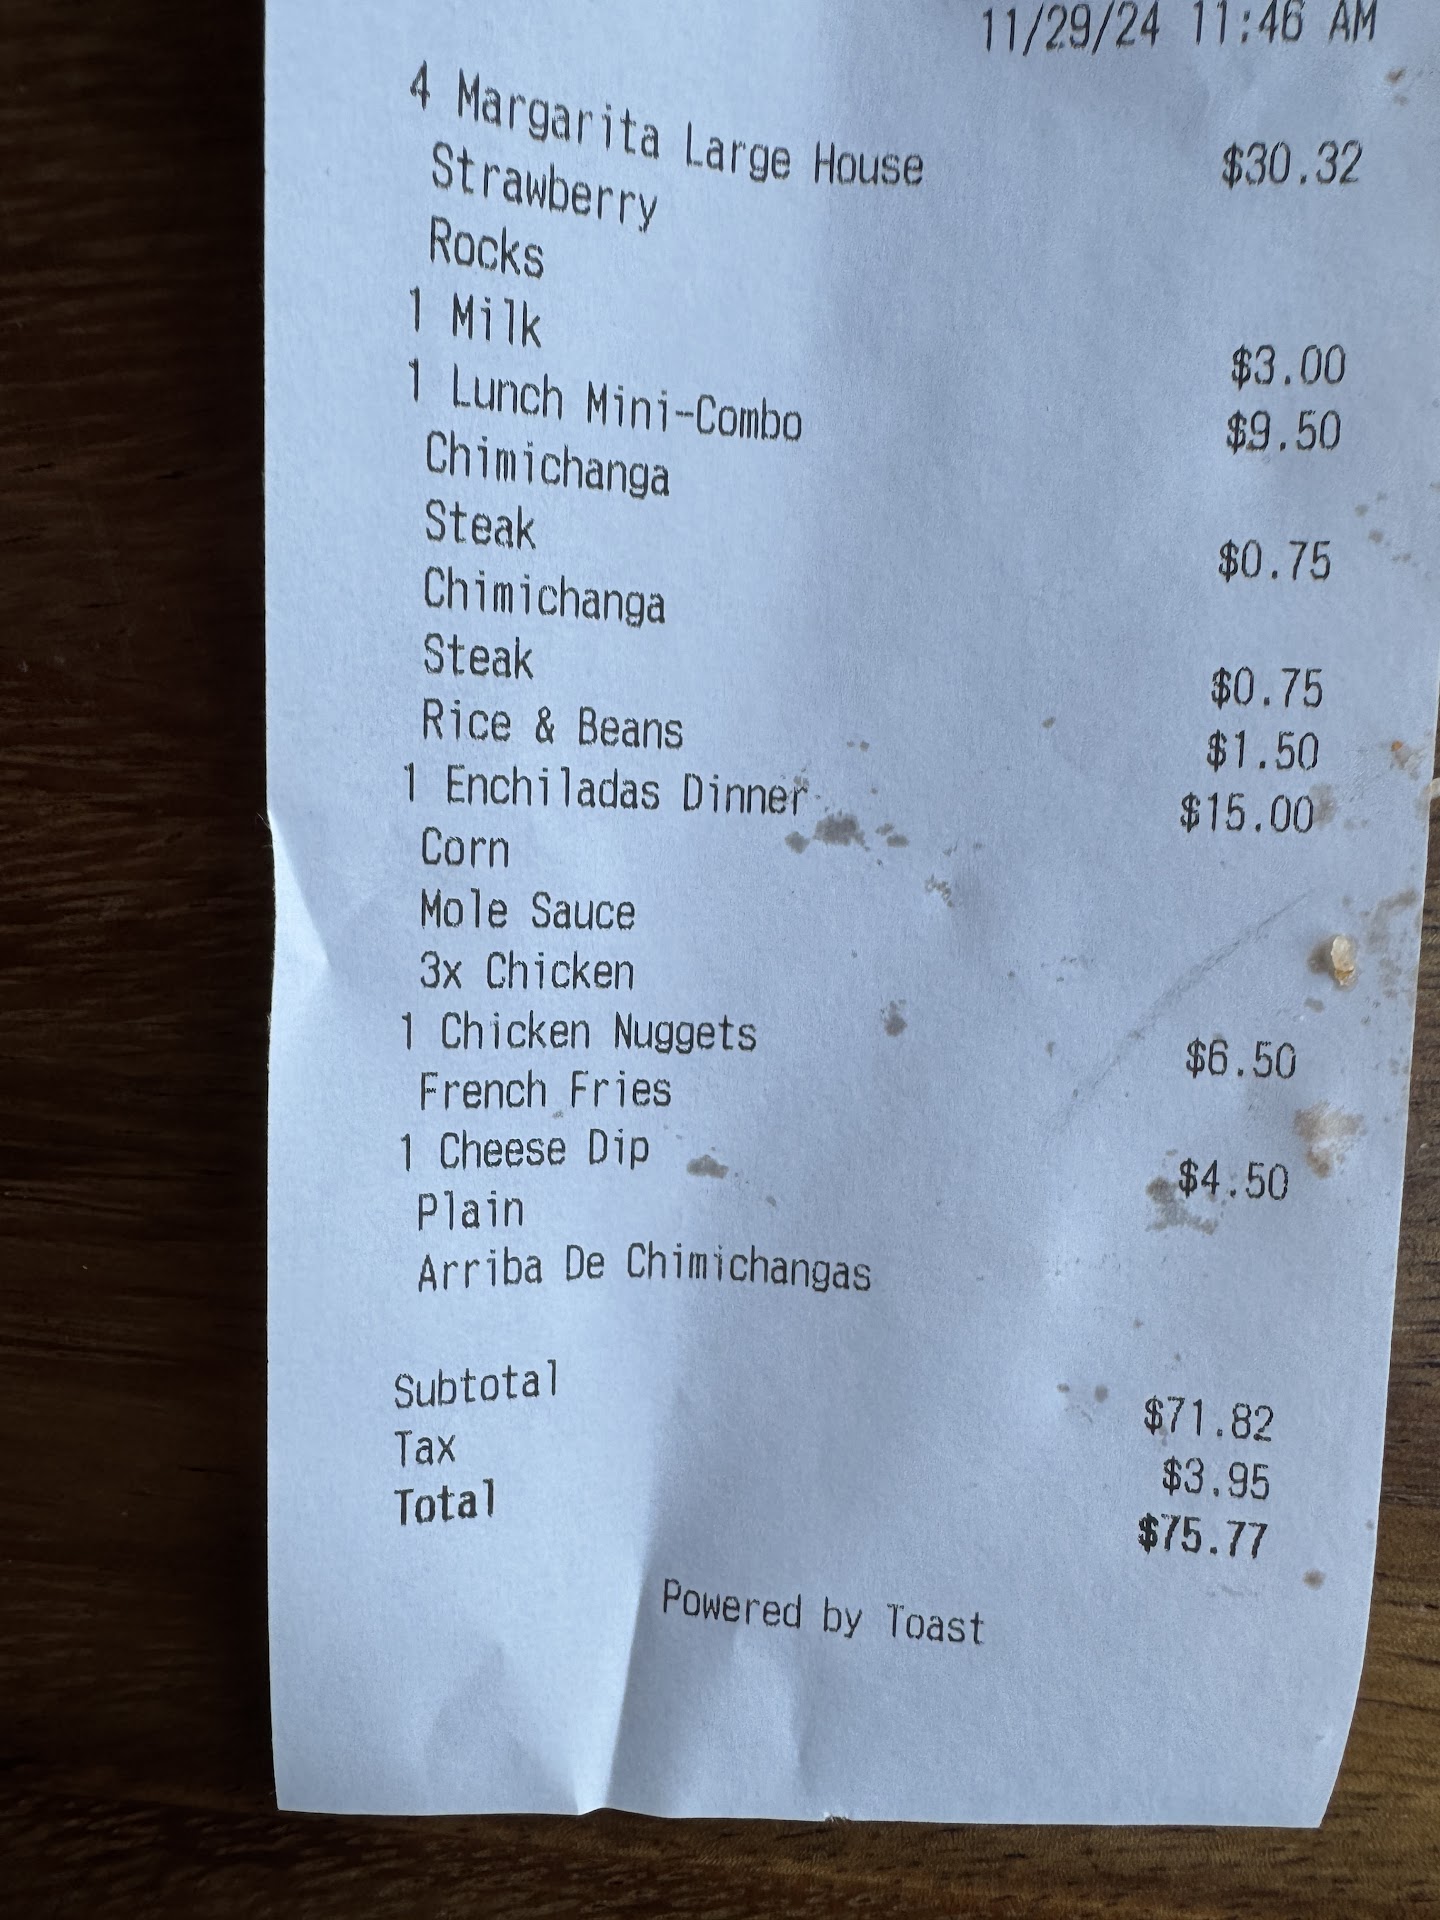 11/29/24 11:46 AM
4 Margarita Large House $30.32
Strawberry
Rocks
1 Milk $3.00
1 Lunch Mini-Combo $9.50
Chimichanga
Steak $0.75
Chimichanga
Steak $0.75
Rice & Beans $1.50
1 Enchiladas Dinner $15.00
Corn
Mole Sauce
3x Chicken
1 Chicken Nuggets $6.50
French Fries
1 Cheese Dip $4.50
Plain
Arriba De Chimichangas
Subtotal $71.82
Tax $3.95
Total $75.77
Powered by Toast